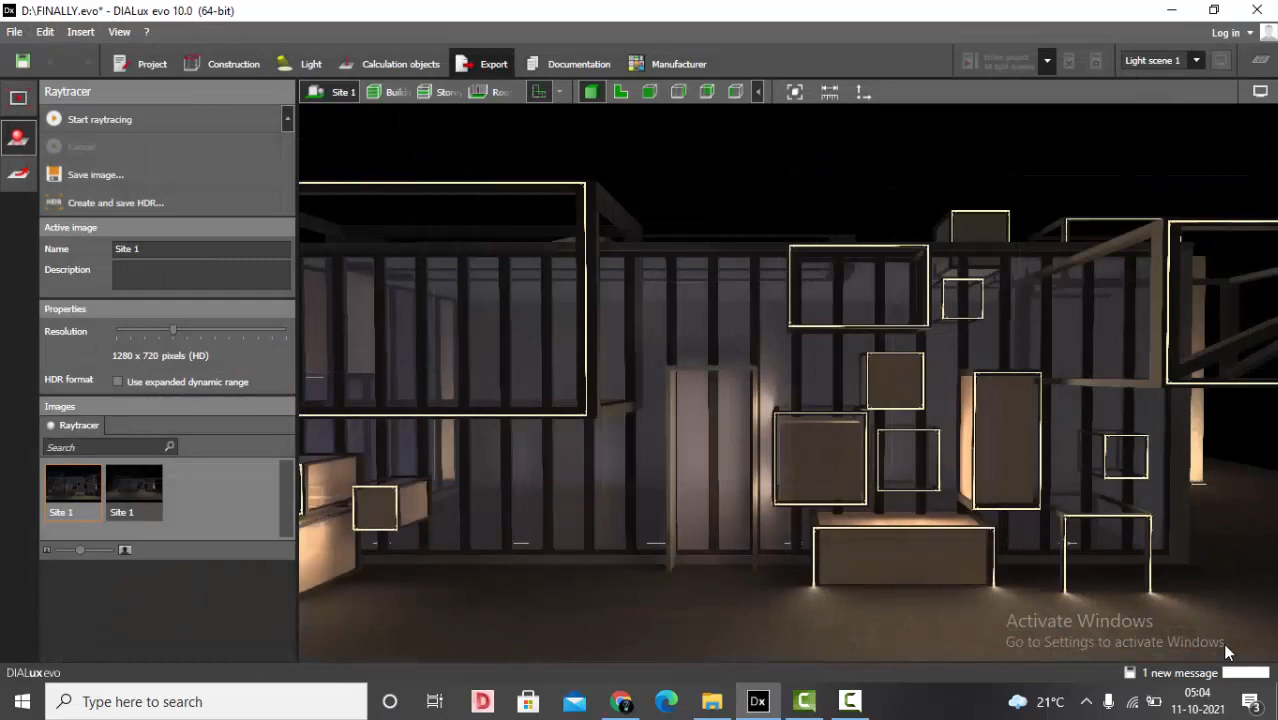 D:\FINALLY.evo* - DIALux evo 10.0 (64-bit)
File Edit Insert View ?
Log in
Project Construction Light Calculation objects Export Documentation Manufacturer
Light scene 1
Raytracer
Site 1
Start raytracing
Cancel
Save image...
HDR Create and save HDR...
Active image
Name Site 1
Description
Properties
Resolution
1280 x 720 pixels (HD)
HDR format Use expanded dynamic range
Images
Raytracer
Search
Site 1 Site 1
Activate Windows
Go to Settings to activate Windows.
DIALux evo
1 new message
Type here to search
21°C
05:04
11-10-2021
3